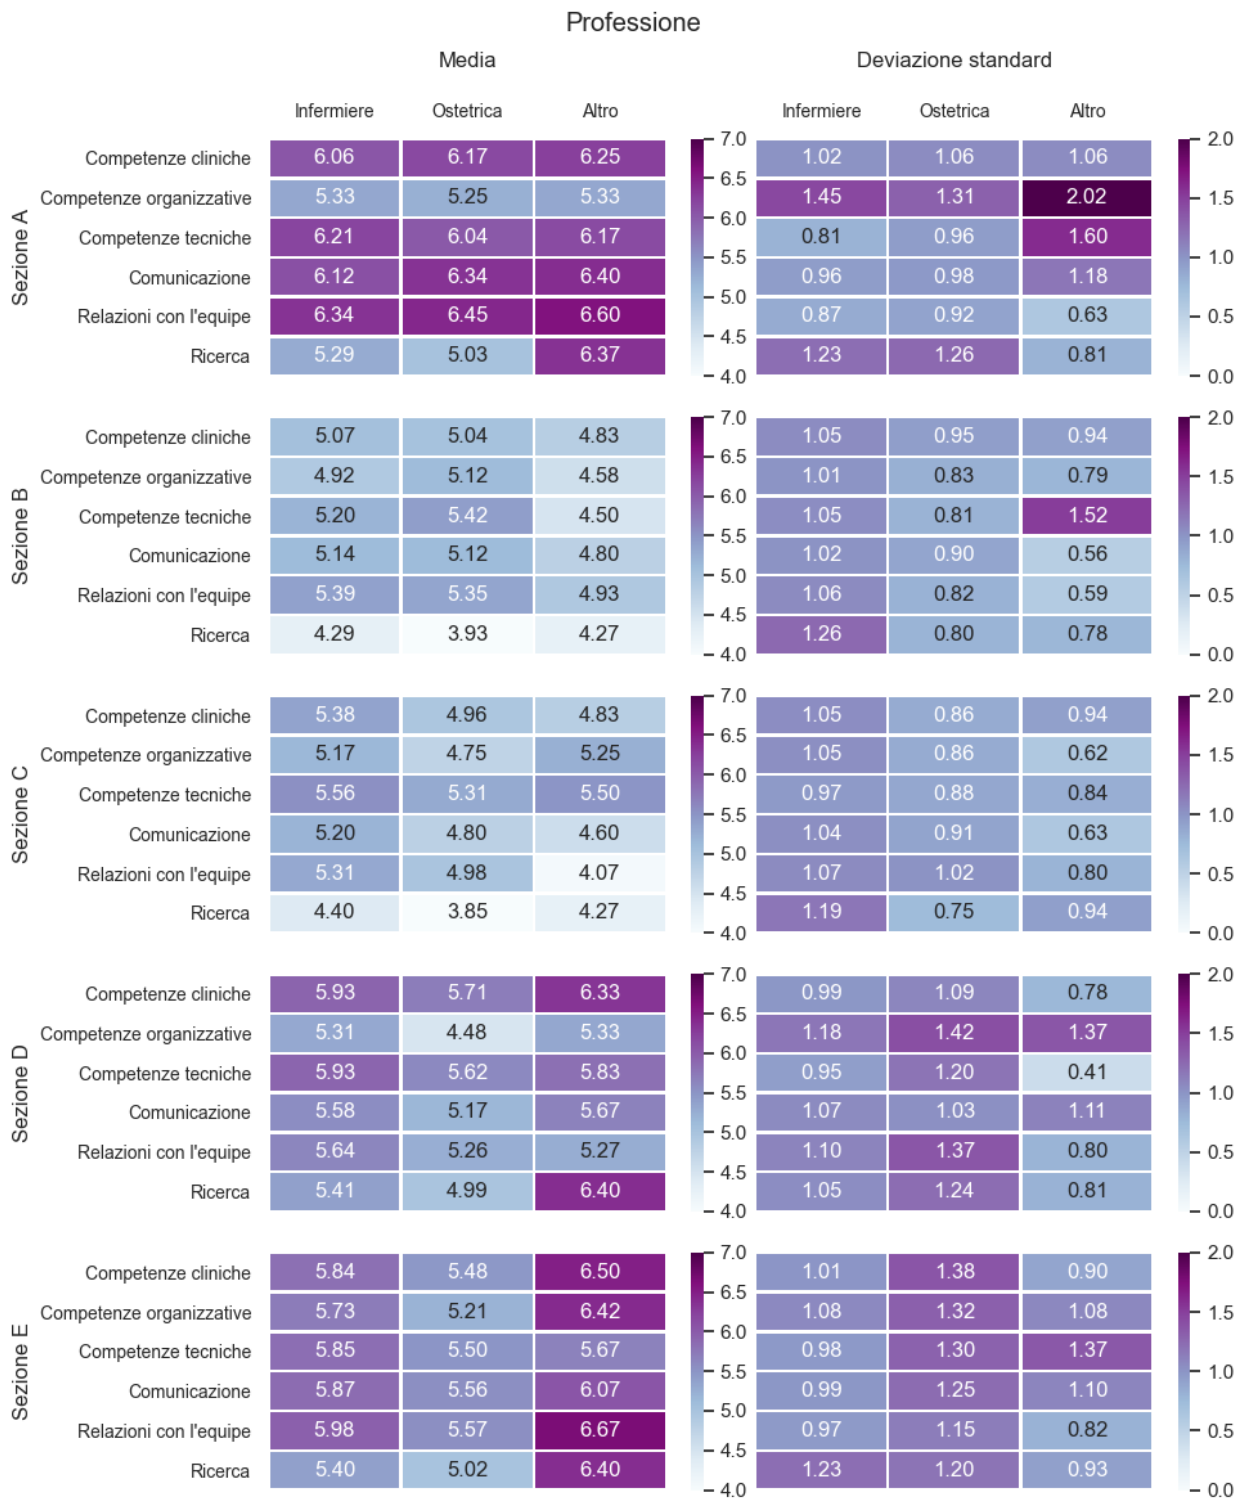 Professione
Media Deviazione standard
Infermiere Ostetrica Altro Infermiere Ostetrica Altro
Sezione A
Competenze cliniche 6.06 6.17 6.25 1.02 1.06 1.06
Competenze organizzative 5.33 5.25 5.33 1.45 1.31 2.02
Competenze tecniche 6.21 6.04 6.17 0.81 0.96 1.60
Comunicazione 6.12 6.34 6.40 0.96 0.98 1.18
Relazioni con l'equipe 6.34 6.45 6.60 0.87 0.92 0.63
Ricerca 5.29 5.03 6.37 1.23 1.26 0.81
7.0 6.5 6.0 5.5 5.0 4.5 4.0
2.0 1.5 1.0 0.5 0.0
Sezione B
Competenze cliniche 5.07 5.04 4.83 1.05 0.95 0.94
Competenze organizzative 4.92 5.12 4.58 1.01 0.83 0.79
Competenze tecniche 5.20 5.42 4.50 1.05 0.81 1.52
Comunicazione 5.14 5.12 4.80 1.02 0.90 0.56
Relazioni con l'equipe 5.39 5.35 4.93 1.06 0.82 0.59
Ricerca 4.29 3.93 4.27 1.26 0.80 0.78
7.0 6.5 6.0 5.5 5.0 4.5 4.0
2.0 1.5 1.0 0.5 0.0
Sezione C
Competenze cliniche 5.38 4.96 4.83 1.05 0.86 0.94
Competenze organizzative 5.17 4.75 5.25 1.05 0.86 0.62
Competenze tecniche 5.56 5.31 5.50 0.97 0.88 0.84
Comunicazione 5.20 4.80 4.60 1.04 0.91 0.63
Relazioni con l'equipe 5.31 4.98 4.07 1.07 1.02 0.80
Ricerca 4.40 3.85 4.27 1.19 0.75 0.94
7.0 6.5 6.0 5.5 5.0 4.5 4.0
2.0 1.5 1.0 0.5 0.0
Sezione D
Competenze cliniche 5.93 5.71 6.33 0.99 1.09 0.78
Competenze organizzative 5.31 4.48 5.33 1.18 1.42 1.37
Competenze tecniche 5.93 5.62 5.83 0.95 1.20 0.41
Comunicazione 5.58 5.17 5.67 1.07 1.03 1.11
Relazioni con l'equipe 5.64 5.26 5.27 1.10 1.37 0.80
Ricerca 5.41 4.99 6.40 1.05 1.24 0.81
7.0 6.5 6.0 5.5 5.0 4.5 4.0
2.0 1.5 1.0 0.5 0.0
Sezione E
Competenze cliniche 5.84 5.48 6.50 1.01 1.38 0.90
Competenze organizzative 5.73 5.21 6.42 1.08 1.32 1.08
Competenze tecniche 5.85 5.50 5.67 0.98 1.30 1.37
Comunicazione 5.87 5.56 6.07 0.99 1.25 1.10
Relazioni con l'equipe 5.98 5.57 6.67 0.97 1.15 0.82
Ricerca 5.40 5.02 6.40 1.23 1.20 0.93
7.0 6.5 6.0 5.5 5.0 4.5 4.0
2.0 1.5 1.0 0.5 0.0